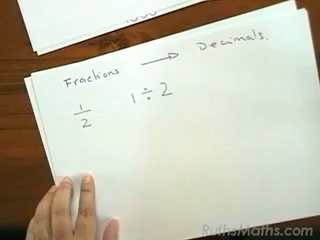 Fractions → Decimals.
1/2 1 ÷ 2
RuthsMaths.com